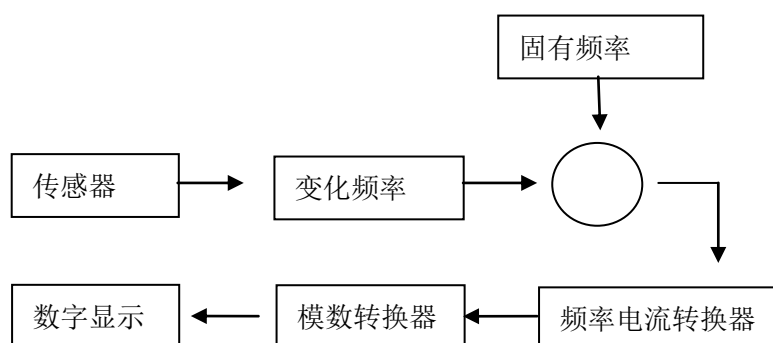 固有频率
传感器
变化频率
数字显示
模数转换器
频率电流转换器